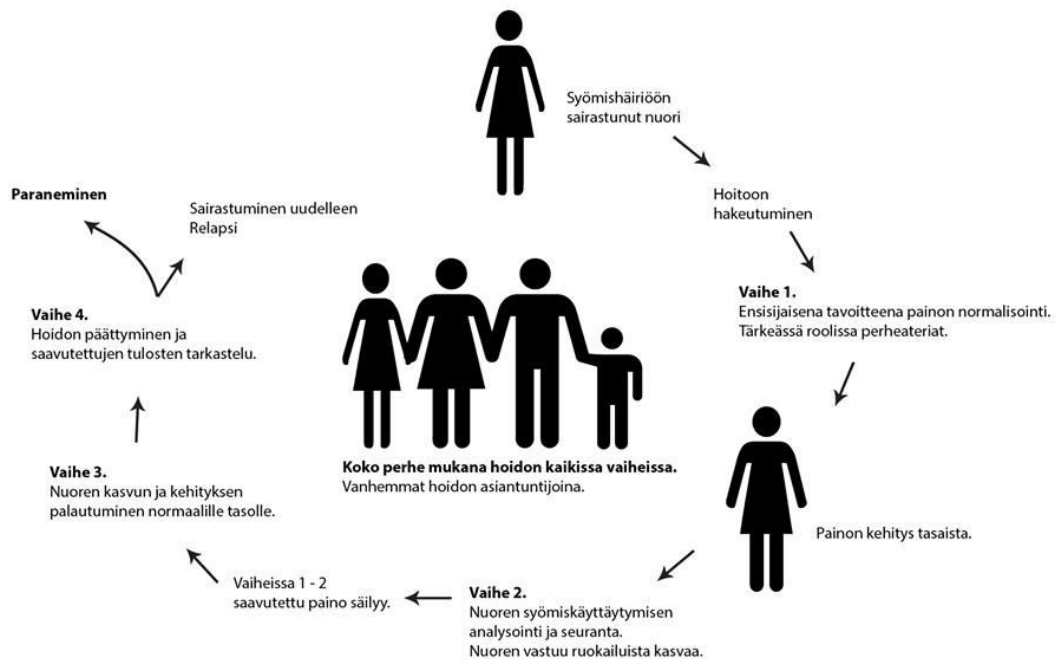 Syömishäiriöön
sairastunut nuori
Hoitoon
hakeutuminen
Vaihe 1.
Ensisijaisena tavoitteena painon normalisointi.
Tärkeässä roolissa perheateriat.
Painon kehitys tasaista.
Vaihe 2.
Nuoren syömiskäyttäytymisen
analysointi ja seuranta.
Nuoren vastuu ruokailuista kasvaa.
Vaiheissa 1 - 2
saavutettu paino säilyy.
Vaihe 3.
Nuoren kasvun ja kehityksen
palautuminen normaalille tasolle.
Vaihe 4.
Hoidon päättyminen ja
saavutettujen tulosten tarkastelu.
Paraneminen
Sairastuminen uudelleen
Relapsi
Koko perhe mukana hoidon kaikissa vaiheissa.
Vanhemmat hoidon asiantuntijoina.